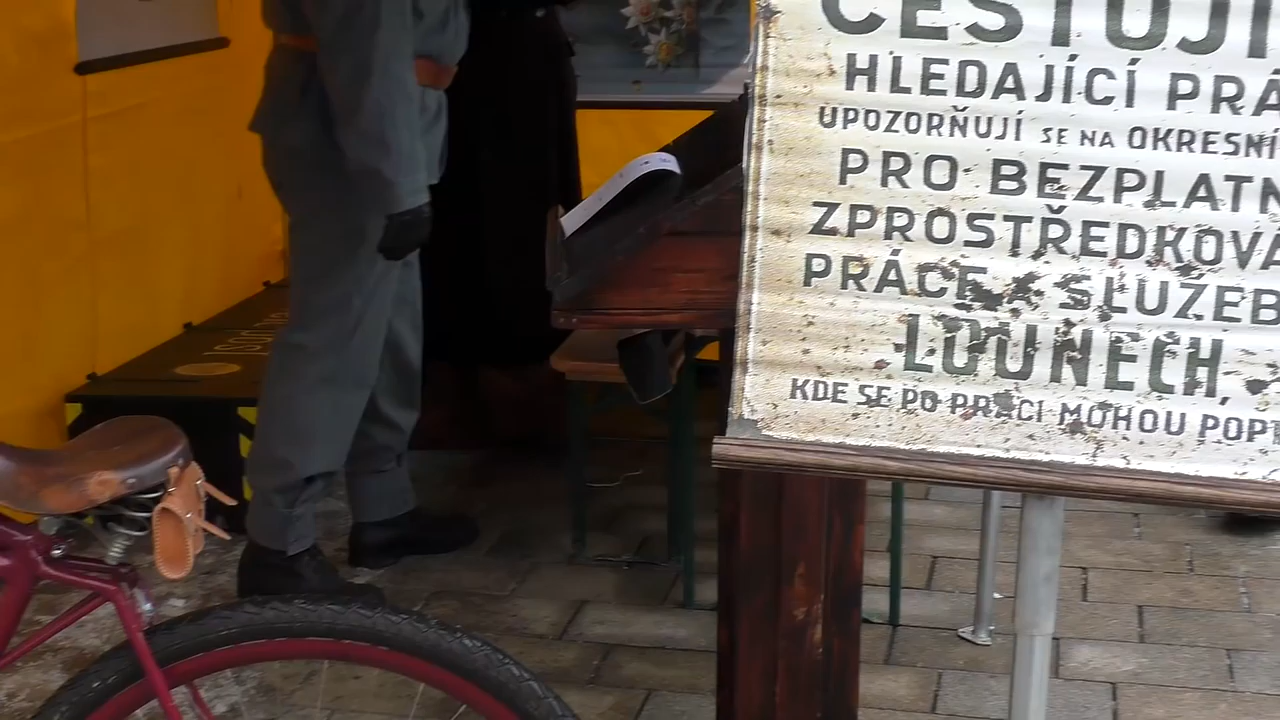 CESTUJÍ
HLEDAJÍCÍ PRÁ
UPOZORŇUJÍ SE NA OKRESNÍ
PRO BEZPLATN
ZPROSTŘEDKOVÁ
PRÁCE A SLUŽEB
LOUNECH,
KDE SE PO PRÁCI MOHOU POPT